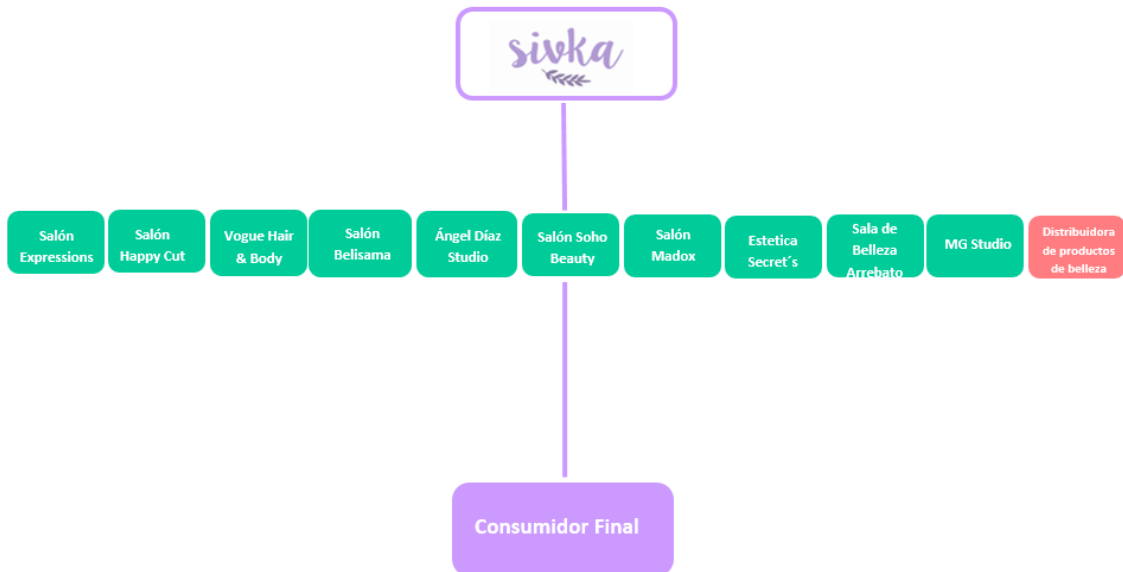 sivka
Salón
Expressions
Salón
Happy Cut
Vogue Hair
& Body
Salón
Belisama
Ángel Díaz
Studio
Salón Soho
Beauty
Salón
Madox
Estetica
Secret´s
Sala de
Belleza
Arrebato
MG Studio
Distribuidora
de productos
de belleza
Consumidor Final